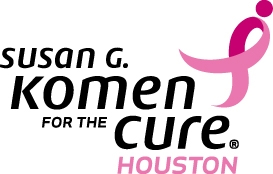 SUSAN G.
Komen
FOR THE
cure®
HOUSTON